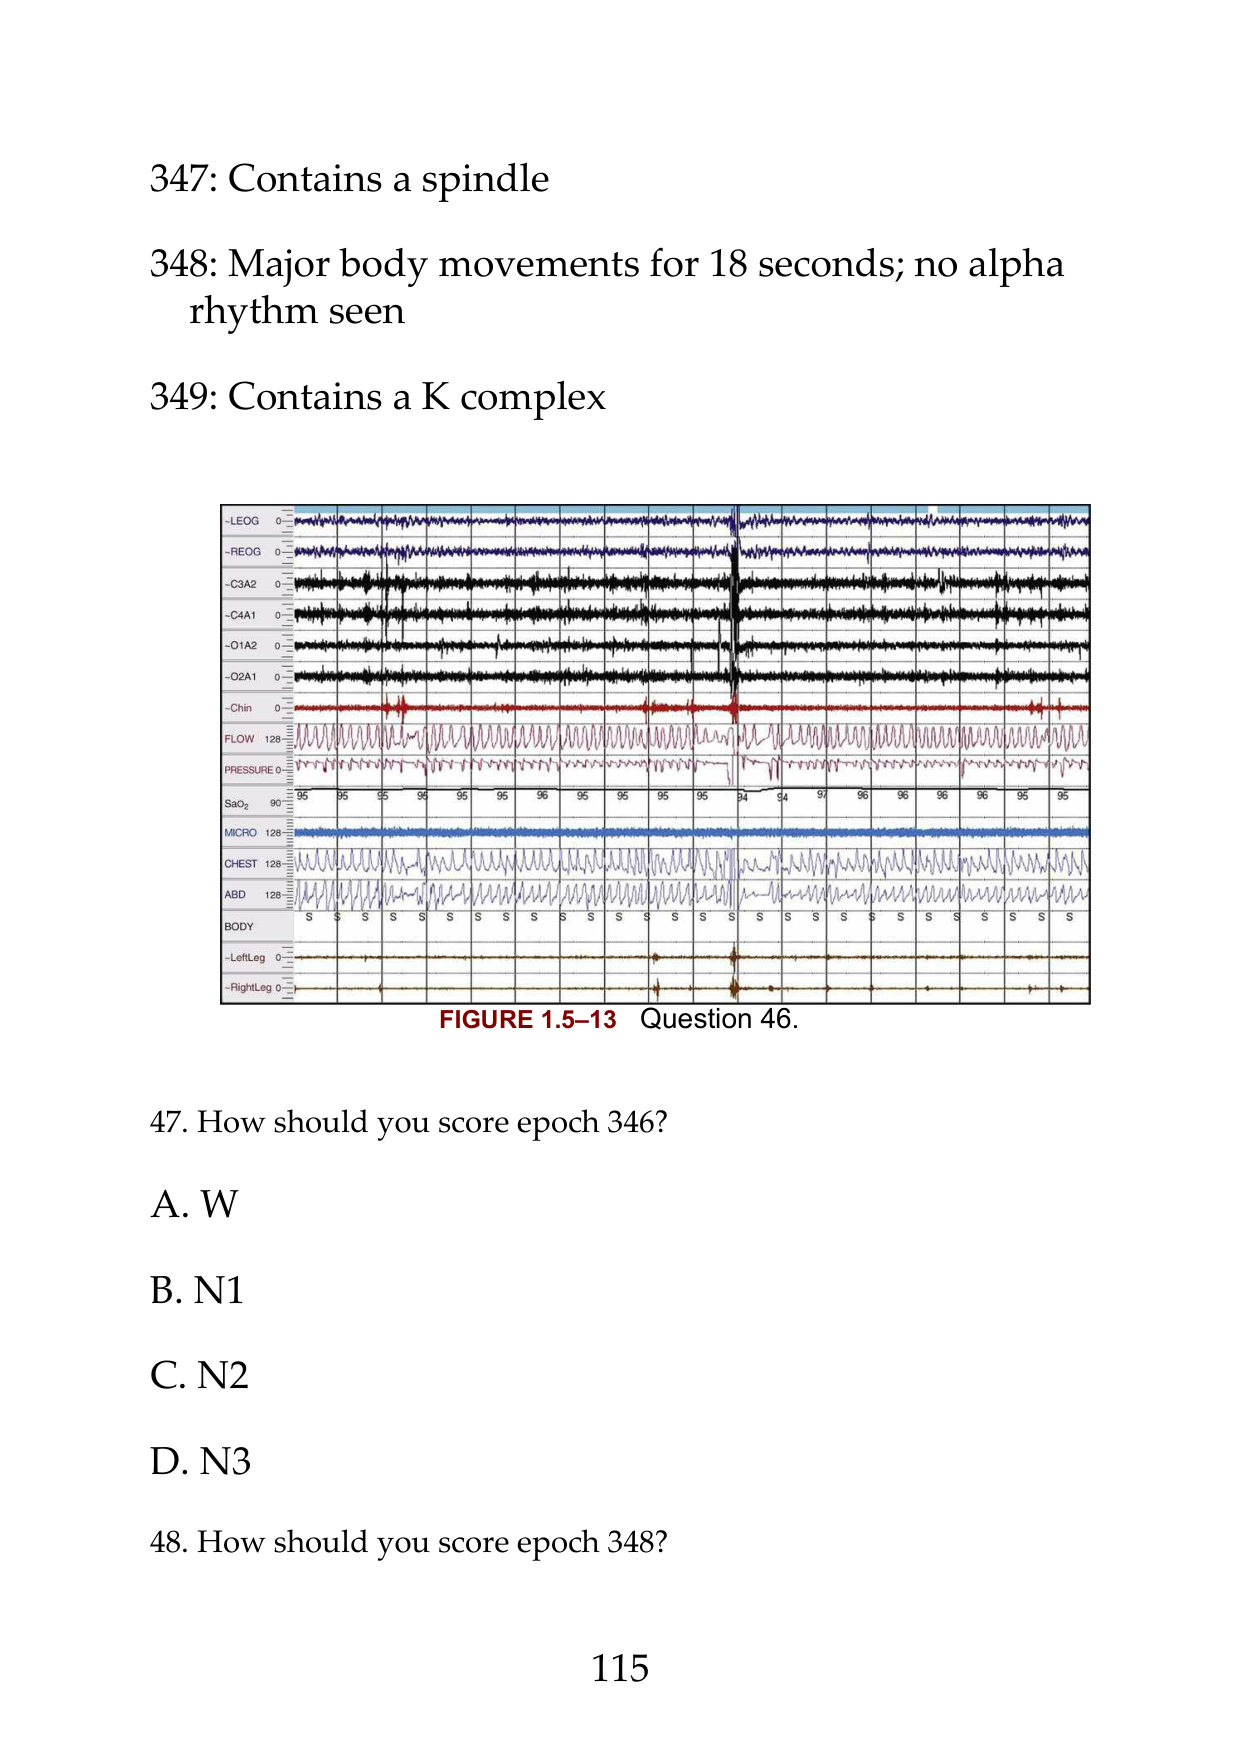 347: Contains a spindle
348: Major body movements for 18 seconds; no alpha
rhythm seen
349: Contains a K complex
~LEOG 0
~REOG 0
~C3A2 0
~C4A1 0
~O1A2 0
~O2A1 0
~Chin 0
FLOW 128
PRESSURE 0
SaO2 90 95 95 95 95 95 95 96 95 95 95 95 94 94 97 96 96 96 96 95 95
MICRO 128
CHEST 128
ABD 128
S S S S S S S S S S S S S S S S S S S S S S S S S S S S
BODY
~LeftLeg 0
~RightLeg 0
FIGURE 1.5–13 Question 46.
47. How should you score epoch 346?
A. W
B. N1
C. N2
D. N3
48. How should you score epoch 348?
115